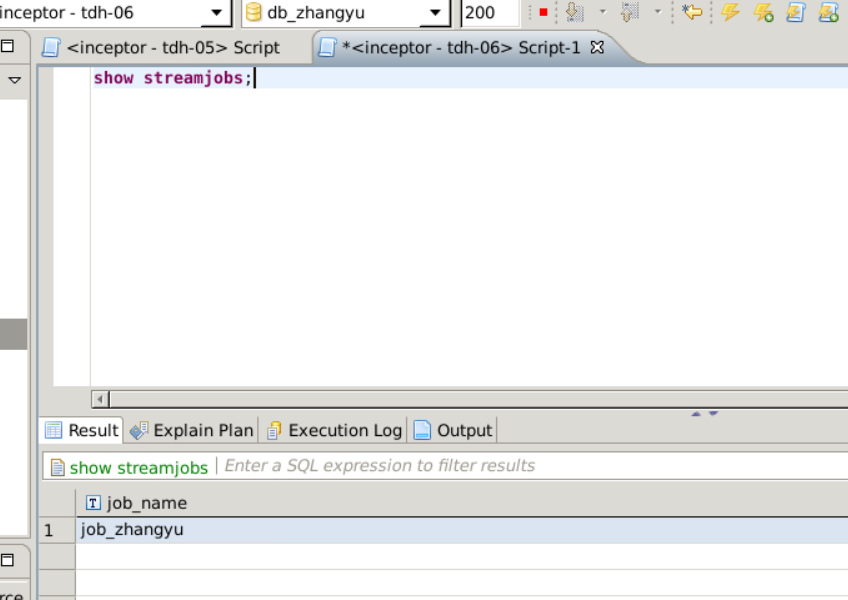 inceptor - tdh-06 db_zhangyu 200
<inceptor - tdh-05> Script *<inceptor - tdh-06> Script-1
show streamjobs;
Result Explain Plan Execution Log Output
show streamjobs Enter a SQL expression to filter results
T job_name
1 job_zhangyu